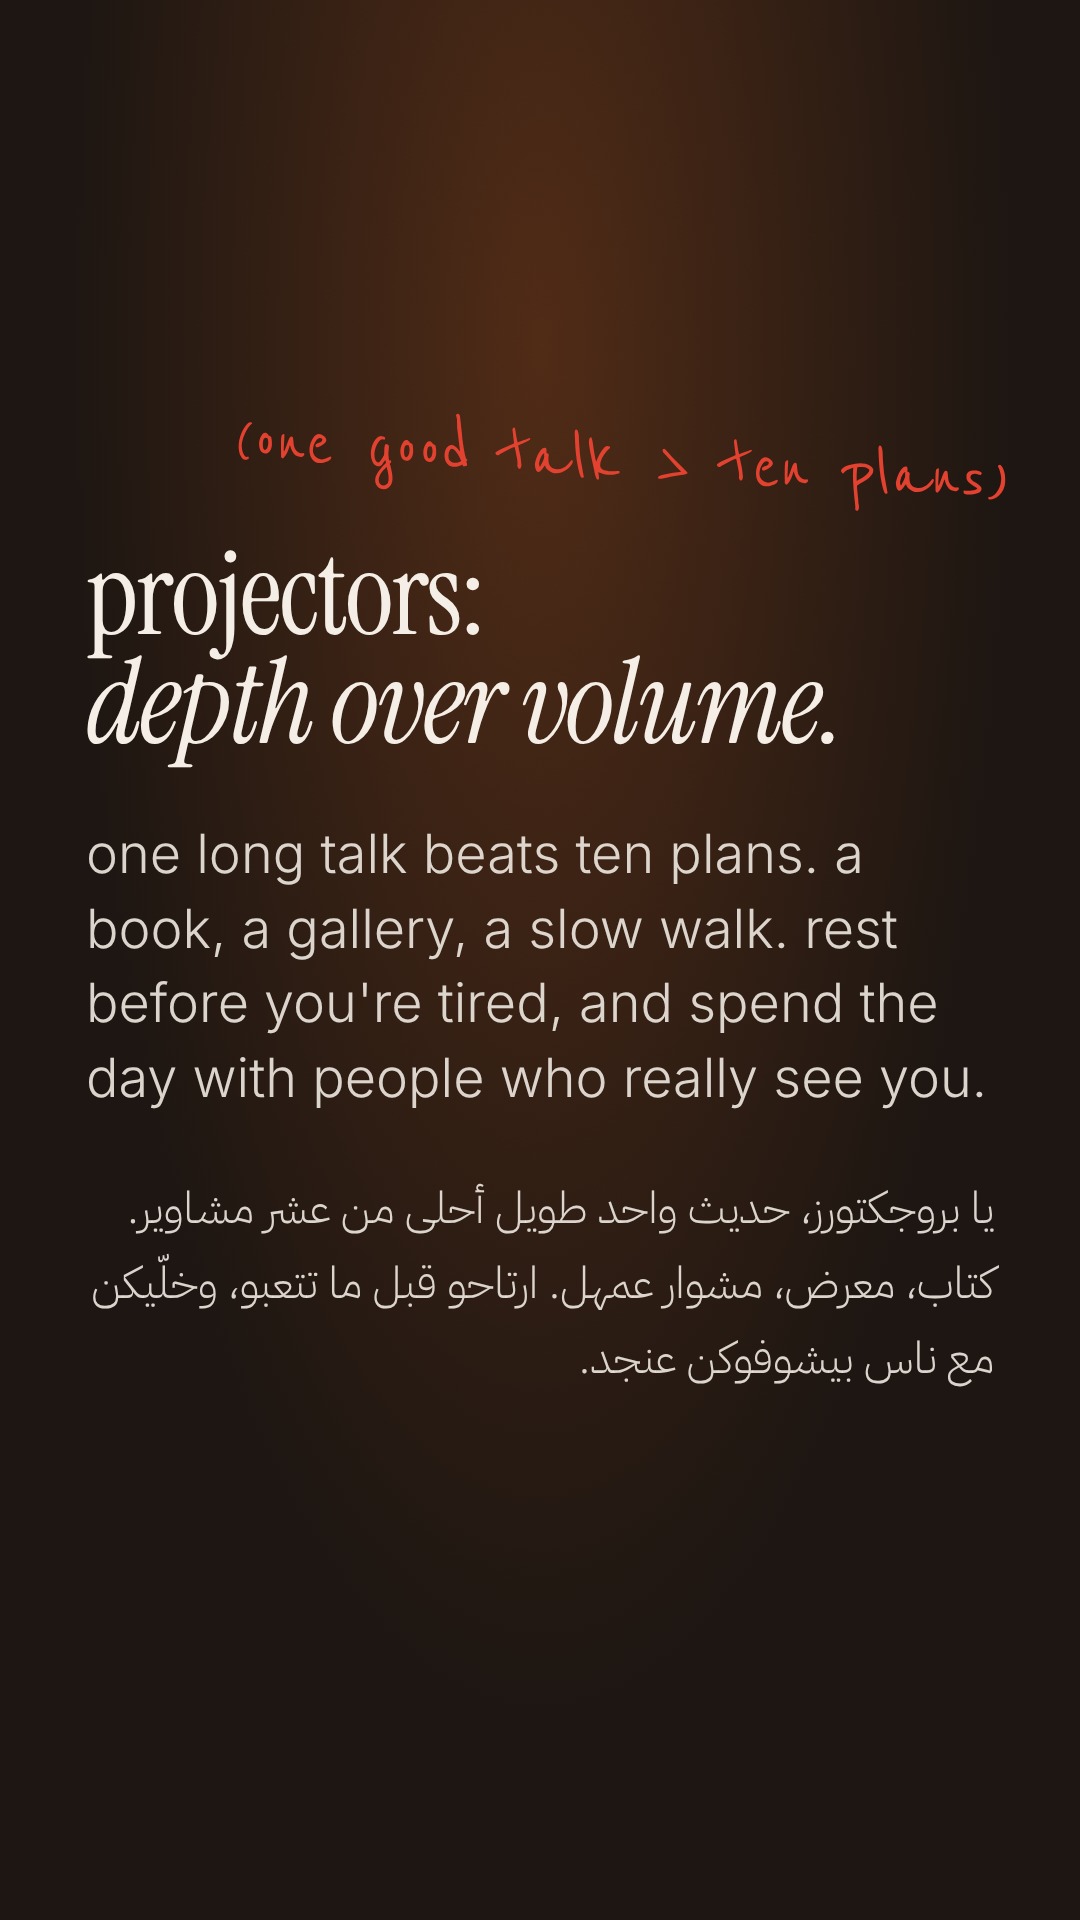 (one good talk > ten plans)
projectors:
depth over volume.
one long talk beats ten plans. a
book, a gallery, a slow walk. rest
before you're tired, and spend the
day with people who really see you.
يا بروجكتورز، حديث واحد طويل أحلى من عشر مشاوير.
كتاب، معرض، مشوار عمهل. ارتاحو قبل ما تتعبو، وخلّيكن
مع ناس بيشوفوكن عنجد.